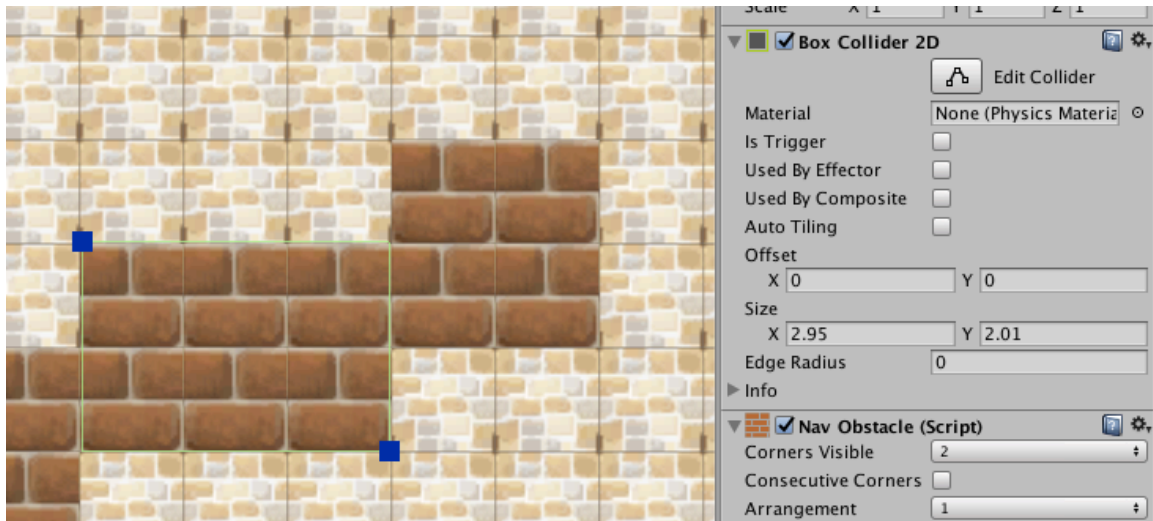 Scale X 1 Y 1 Z 1
Box Collider 2D
Edit Collider
Material None (Physics Materia
Is Trigger
Used By Effector
Used By Composite
Auto Tiling
Offset
X 0 Y 0
Size
X 2.95 Y 2.01
Edge Radius 0
Info
Nav Obstacle (Script)
Corners Visible 2
Consecutive Corners
Arrangement 1